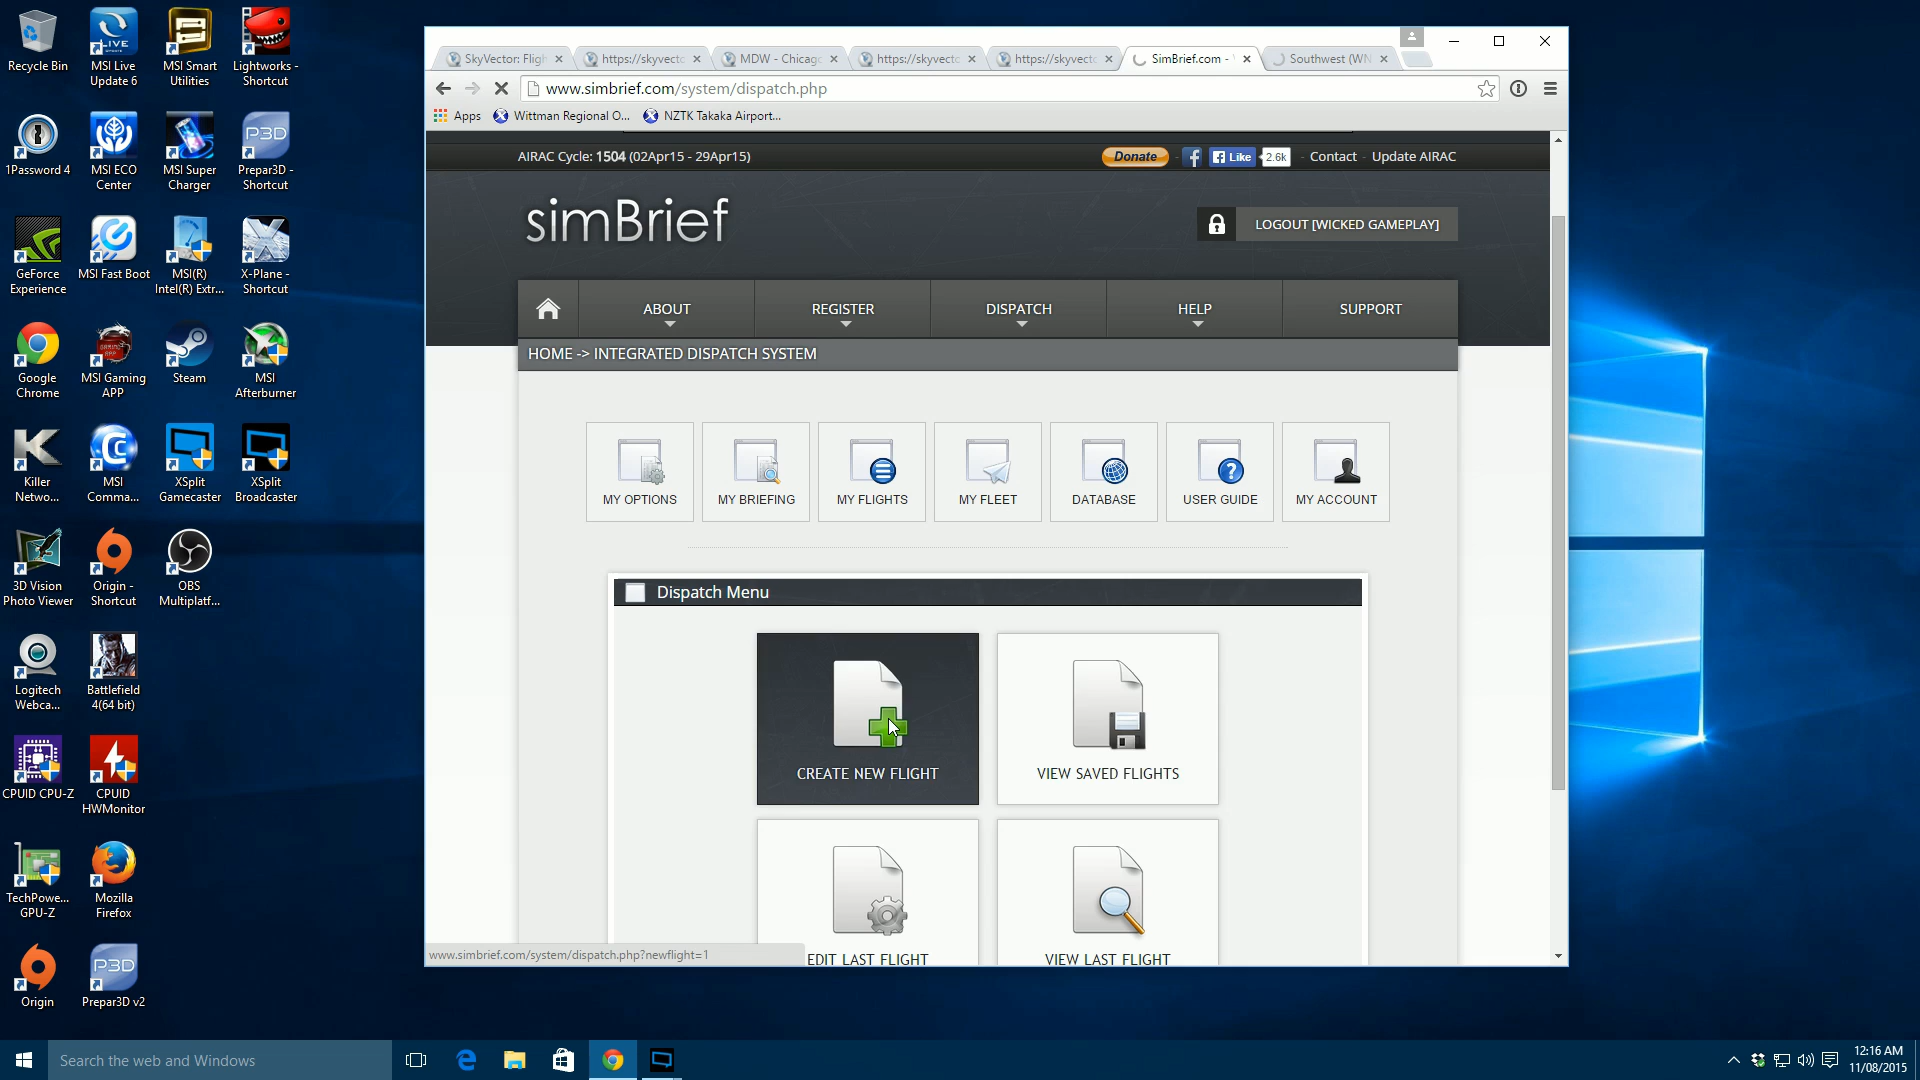 Recycle Bin
MSI Live
Update 6
MSI Smart
Utilities
Lightworks -
Shortcut
1Password 4
MSI ECO
Center
MSI Super
Charger
Prepar3D -
Shortcut
GeForce
Experience
MSI Fast Boot
MSI(R)
Intel(R) Extr...
X-Plane -
Shortcut
Google
Chrome
MSI Gaming
APP
Steam
MSI
Afterburner
Killer
Netwo...
MSI
Comma...
XSplit
Gamecaster
XSplit
Broadcaster
3D Vision
Photo Viewer
Origin -
Shortcut
OBS
Multiplatf...
Logitech
Webca...
Battlefield
4(64 bit)
CPUID CPU-Z
CPUID
HWMonitor
TechPowe...
GPU-Z
Mozilla
Firefox
Origin
Prepar3D v2
SkyVector: Fligh
https://skyvecto
MDW - Chicago
https://skyvecto
https://skyvecto
SimBrief.com -
Southwest (WN
www.simbrief.com/system/dispatch.php
Apps
Wittman Regional O...
NZTK Takaka Airport...
AIRAC Cycle: 1504 (02Apr15 - 29Apr15)
Donate
Like
2.6k
Contact
Update AIRAC
simBrief
LOGOUT [WICKED GAMEPLAY]
ABOUT
REGISTER
DISPATCH
HELP
SUPPORT
HOME -> INTEGRATED DISPATCH SYSTEM
MY OPTIONS
MY BRIEFING
MY FLIGHTS
MY FLEET
DATABASE
USER GUIDE
MY ACCOUNT
Dispatch Menu
CREATE NEW FLIGHT
VIEW SAVED FLIGHTS
EDIT LAST FLIGHT
VIEW LAST FLIGHT
www.simbrief.com/system/dispatch.php?newflight=1
Search the web and Windows
12:16 AM
11/08/2015